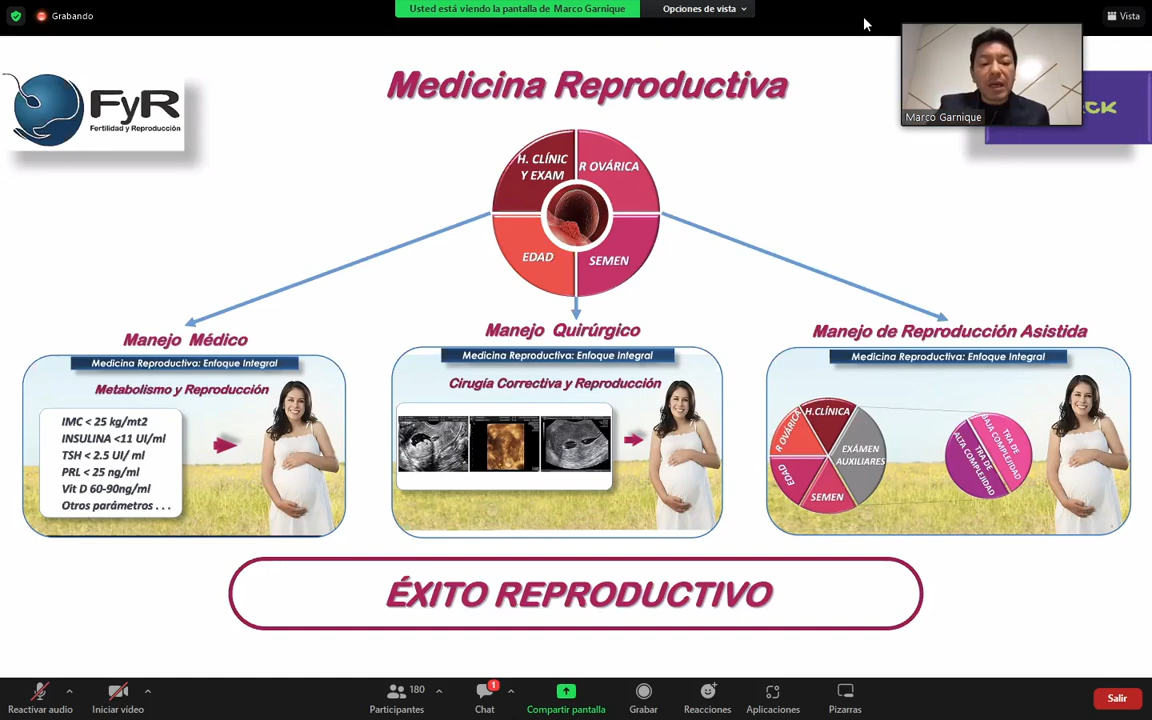 Grabando
Usted está viendo la pantalla de Marco Garnique
Opciones de vista
Vista
FyR
Fertilidad y Reproducción
Medicina Reproductiva
Marco Garnique
CK
H. CLÍNIC
Y EXAM
R OVÁRICA
EDAD
SEMEN
Manejo Médico
Medicina Reproductiva: Enfoque Integral
Metabolismo y Reproducción
IMC < 25 kg/mt2
INSULINA <11 UI/ml
TSH < 2.5 UI/ ml
PRL < 25 ng/ml
Vit D 60-90ng/ml
Otros parámetros . . .
Manejo Quirúrgico
Medicina Reproductiva: Enfoque Integral
Cirugía Correctiva y Reproducción
Manejo de Reproducción Asistida
Medicina Reproductiva: Enfoque Integral
H.CLÍNICA
R OVÁRICA
EXÁMEN
AUXILIARES
EDAD
SEMEN
TRA DE
BAJA COMPLEJIDAD
TRA DE
ALTA COMPLEJIDAD
ÉXITO REPRODUCTIVO
Reactivar audio
Iniciar vídeo
180
Participantes
1
Chat
Compartir pantalla
Grabar
Reacciones
Aplicaciones
Pizarras
Salir